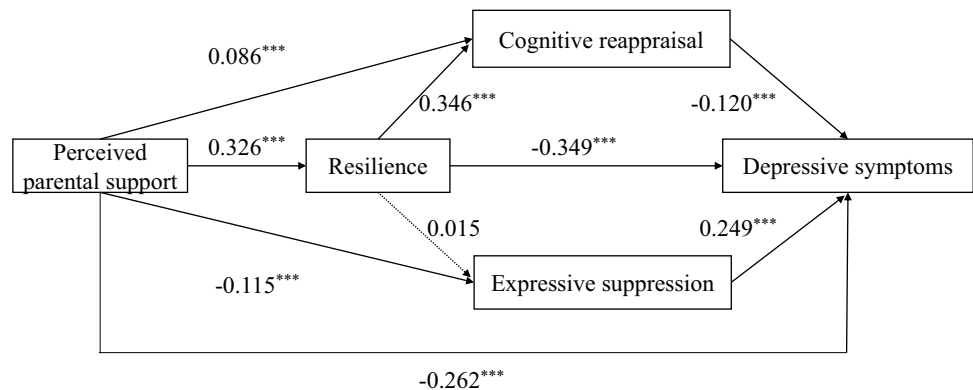 Cognitive reappraisal
0.086***
0.346***
-0.120***
Perceived
parental support
0.326***
Resilience
-0.349***
Depressive symptoms
0.015
0.249***
-0.115***
Expressive suppression
-0.262***